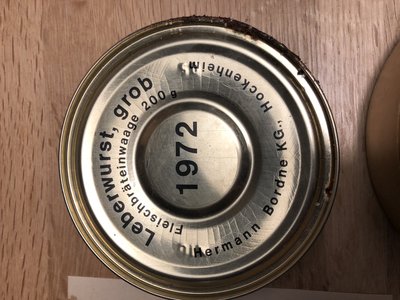 Leberwurst, grob
Fleischbräteinwaage 200 g
1972
Hermann Bordne KG., Hockenheim